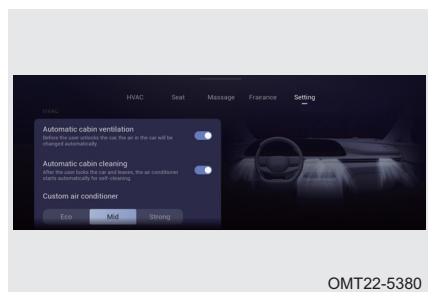 HVAC Seat Massage Fragrance Setting
HVAC
Automatic cabin ventilation
Before the user unlocks the car, the air in the car will be
changed automatically.
Automatic cabin cleaning
After the user locks the car and leaves, the air conditioner
starts automatically for self-cleaning.
Custom air conditioner
Eco Mid Strong
OMT22-5380